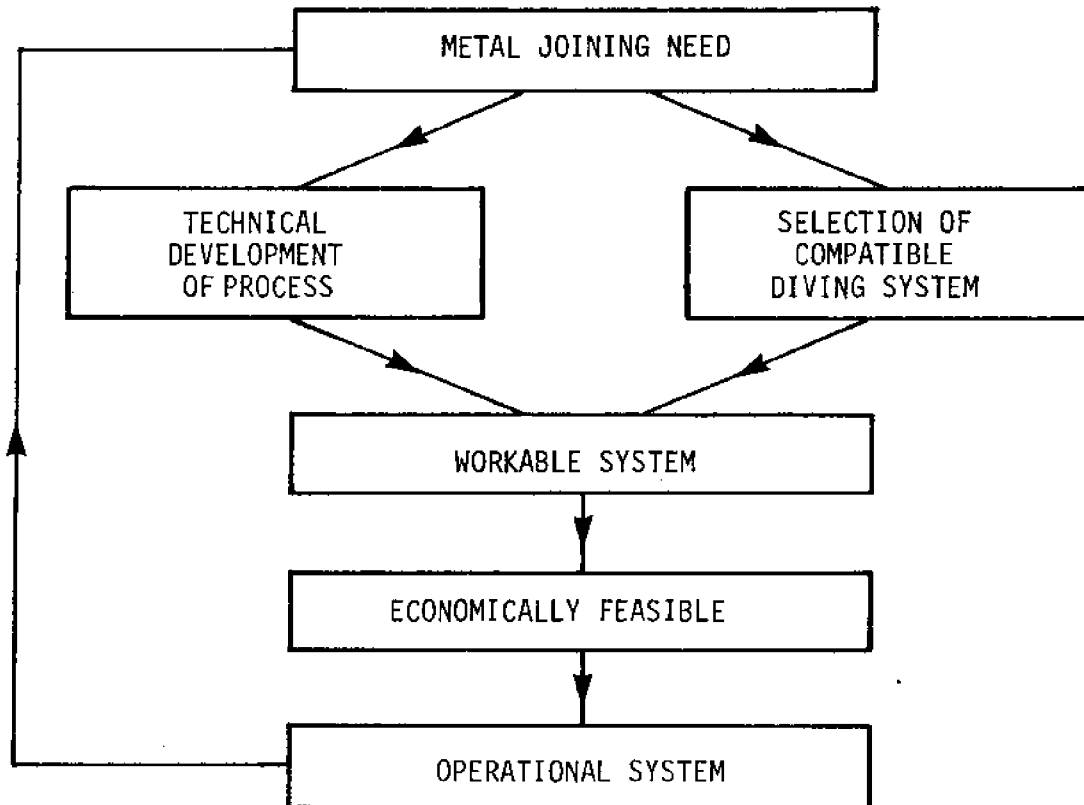 METAL JOINING NEED
TECHNICAL
DEVELOPMENT
OF PROCESS
SELECTION OF
COMPATIBLE
DIVING SYSTEM
WORKABLE SYSTEM
ECONOMICALLY FEASIBLE
OPERATIONAL SYSTEM